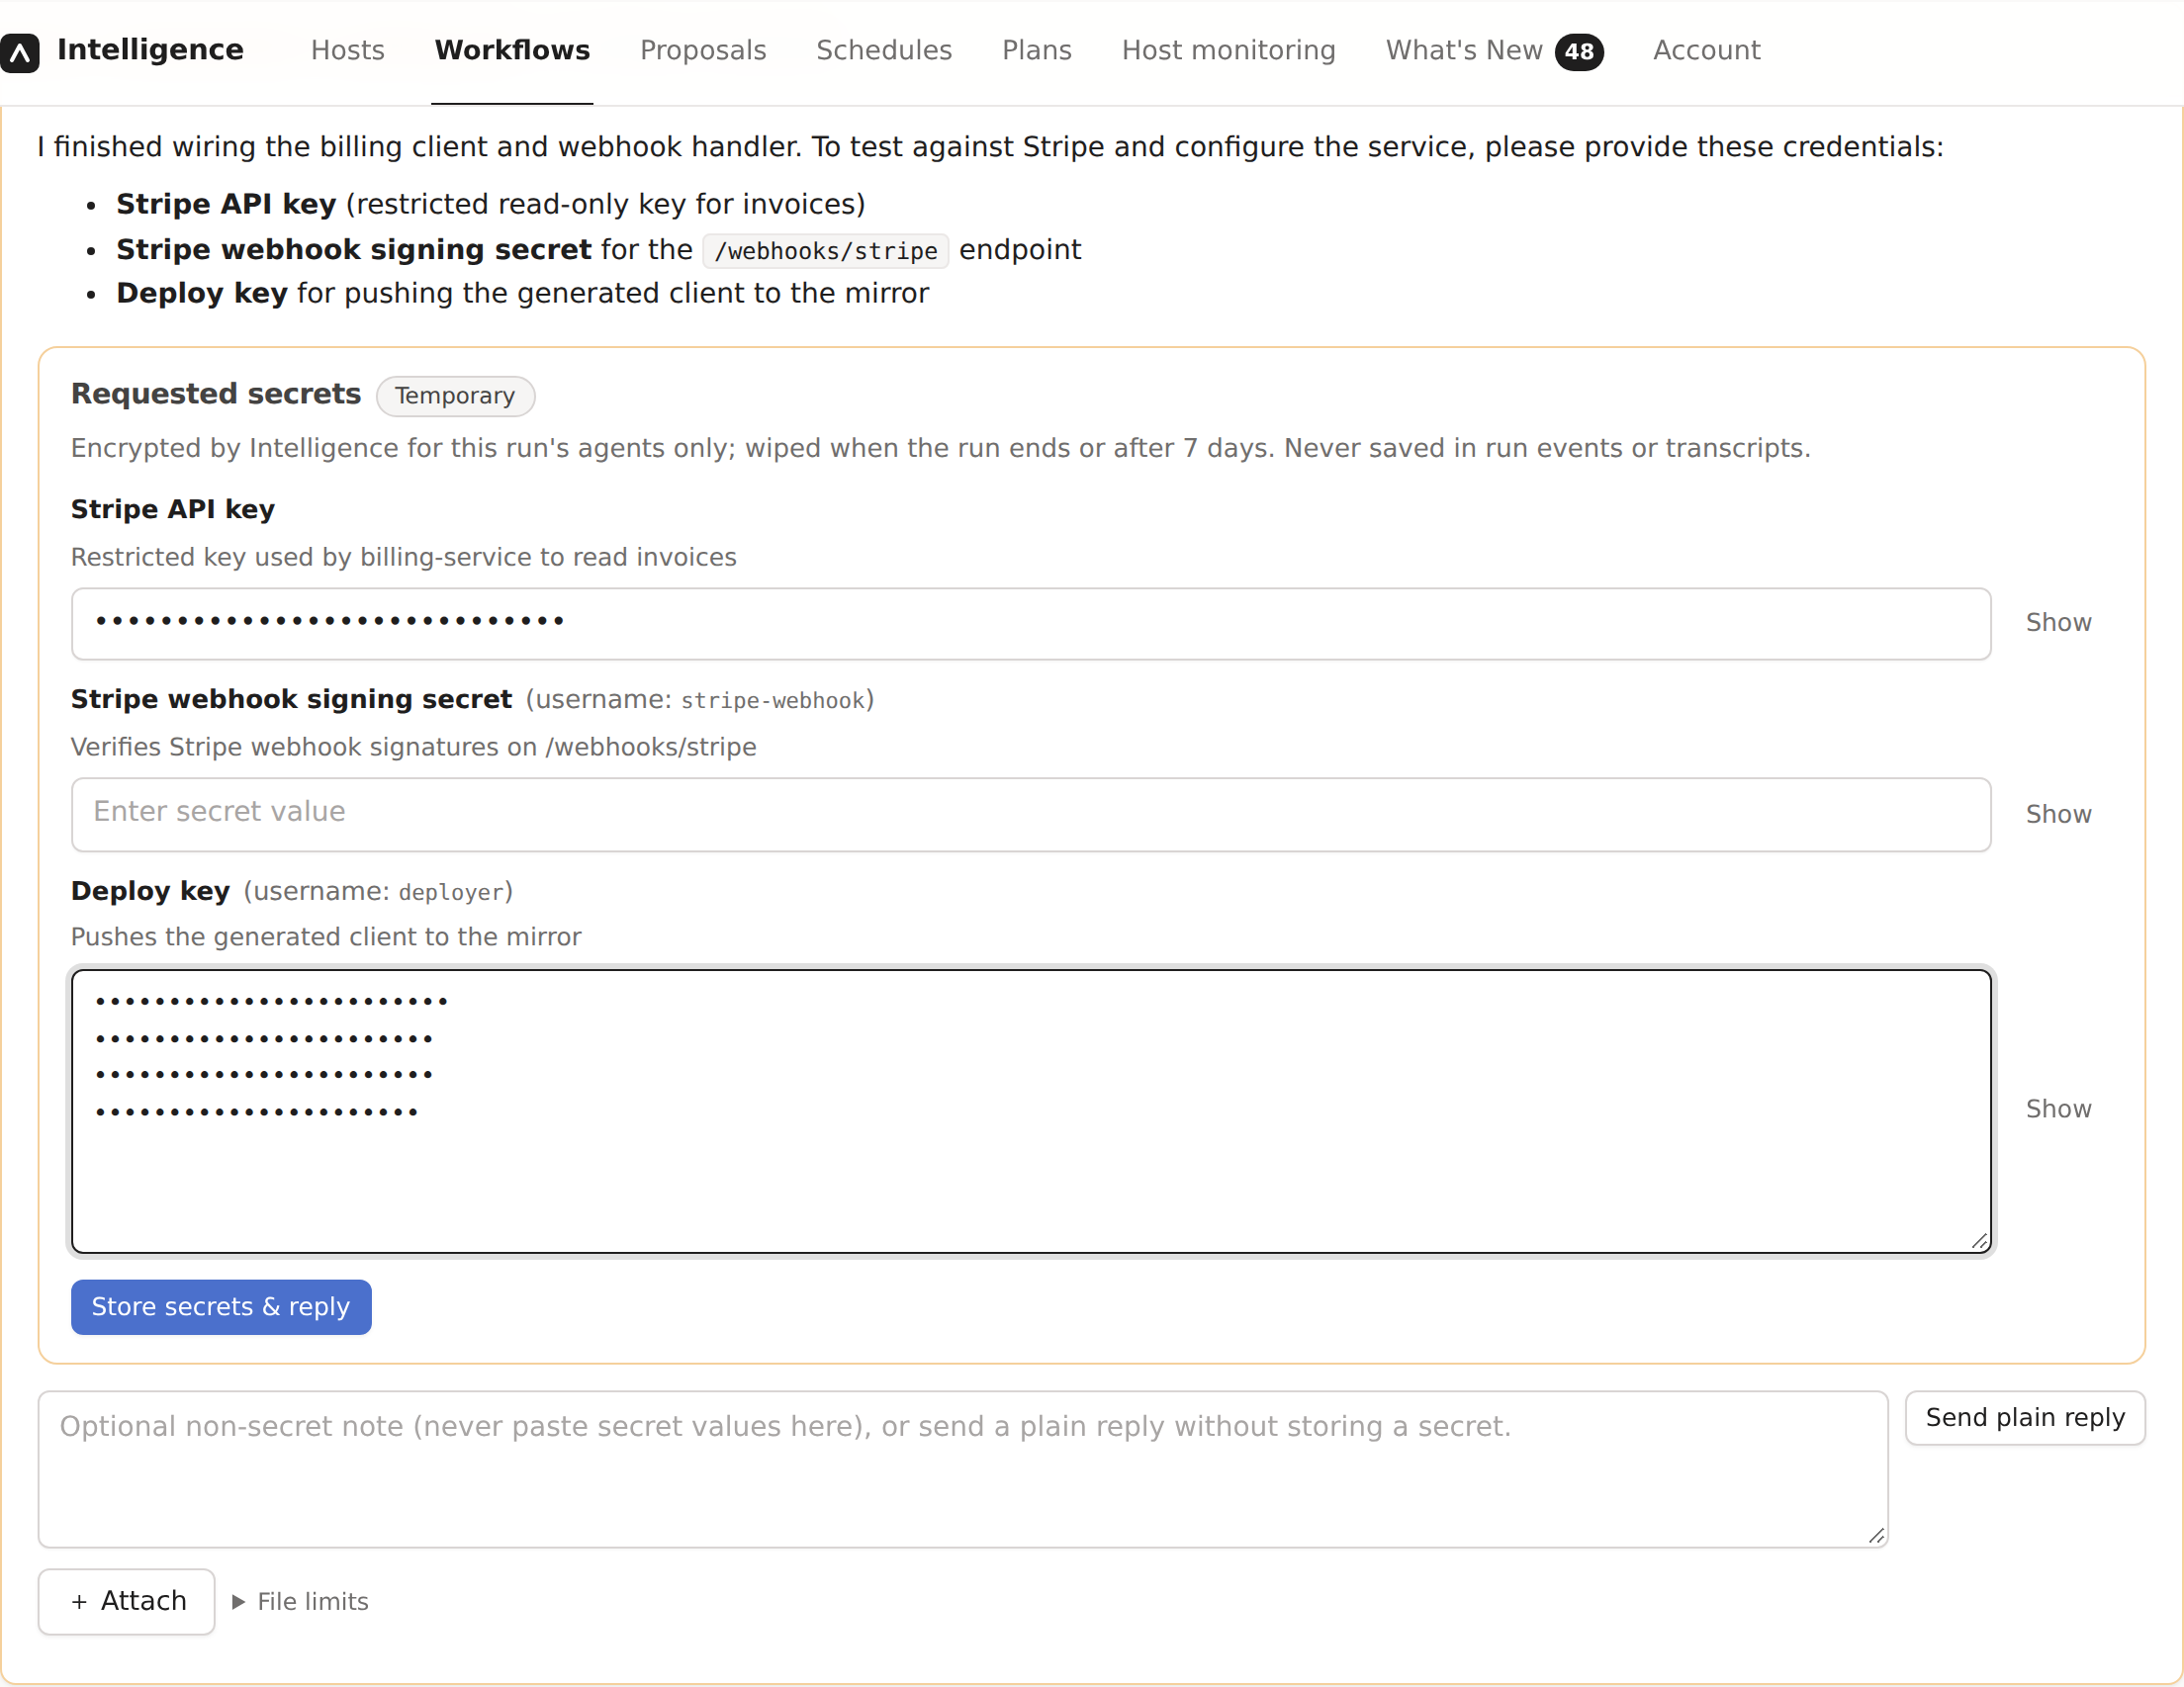 Intelligence Hosts Workflows Proposals Schedules Plans Host monitoring What's New 48 Account
I finished wiring the billing client and webhook handler. To test against Stripe and configure the service, please provide these credentials:
• Stripe API key (restricted read-only key for invoices)
• Stripe webhook signing secret for the /webhooks/stripe endpoint
• Deploy key for pushing the generated client to the mirror
Requested secrets Temporary
Encrypted by Intelligence for this run's agents only; wiped when the run ends or after 7 days. Never saved in run events or transcripts.
Stripe API key
Restricted key used by billing-service to read invoices
•••••••••••••••••••••••••••••
Show
Stripe webhook signing secret (username: stripe-webhook)
Verifies Stripe webhook signatures on /webhooks/stripe
Enter secret value
Show
Deploy key (username: deployer)
Pushes the generated client to the mirror
••••••••••••••••••••••••
•••••••••••••••••••••••
•••••••••••••••••••••••
••••••••••••••••••••••
Show
Store secrets & reply
Optional non-secret note (never paste secret values here), or send a plain reply without storing a secret.
Send plain reply
+ Attach
▶ File limits